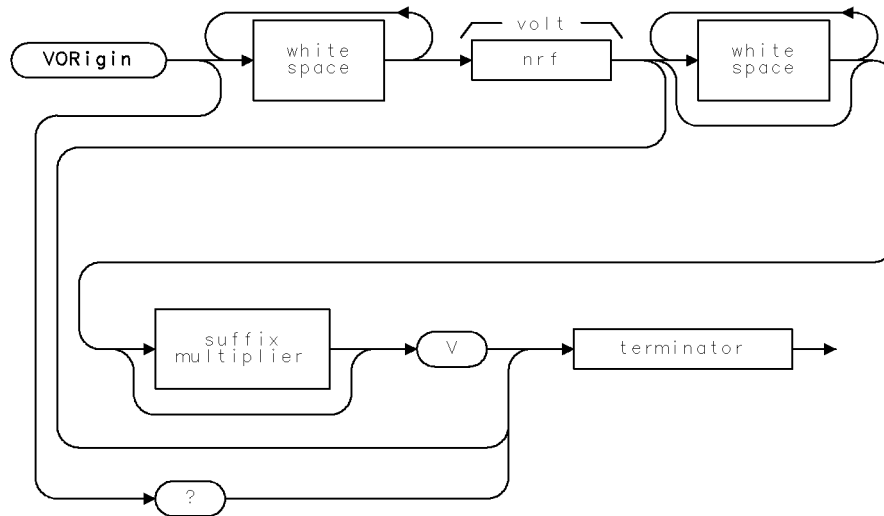 volt
VORigin
white
space
nrf
white
space
suffix
multiplier
V
terminator
?